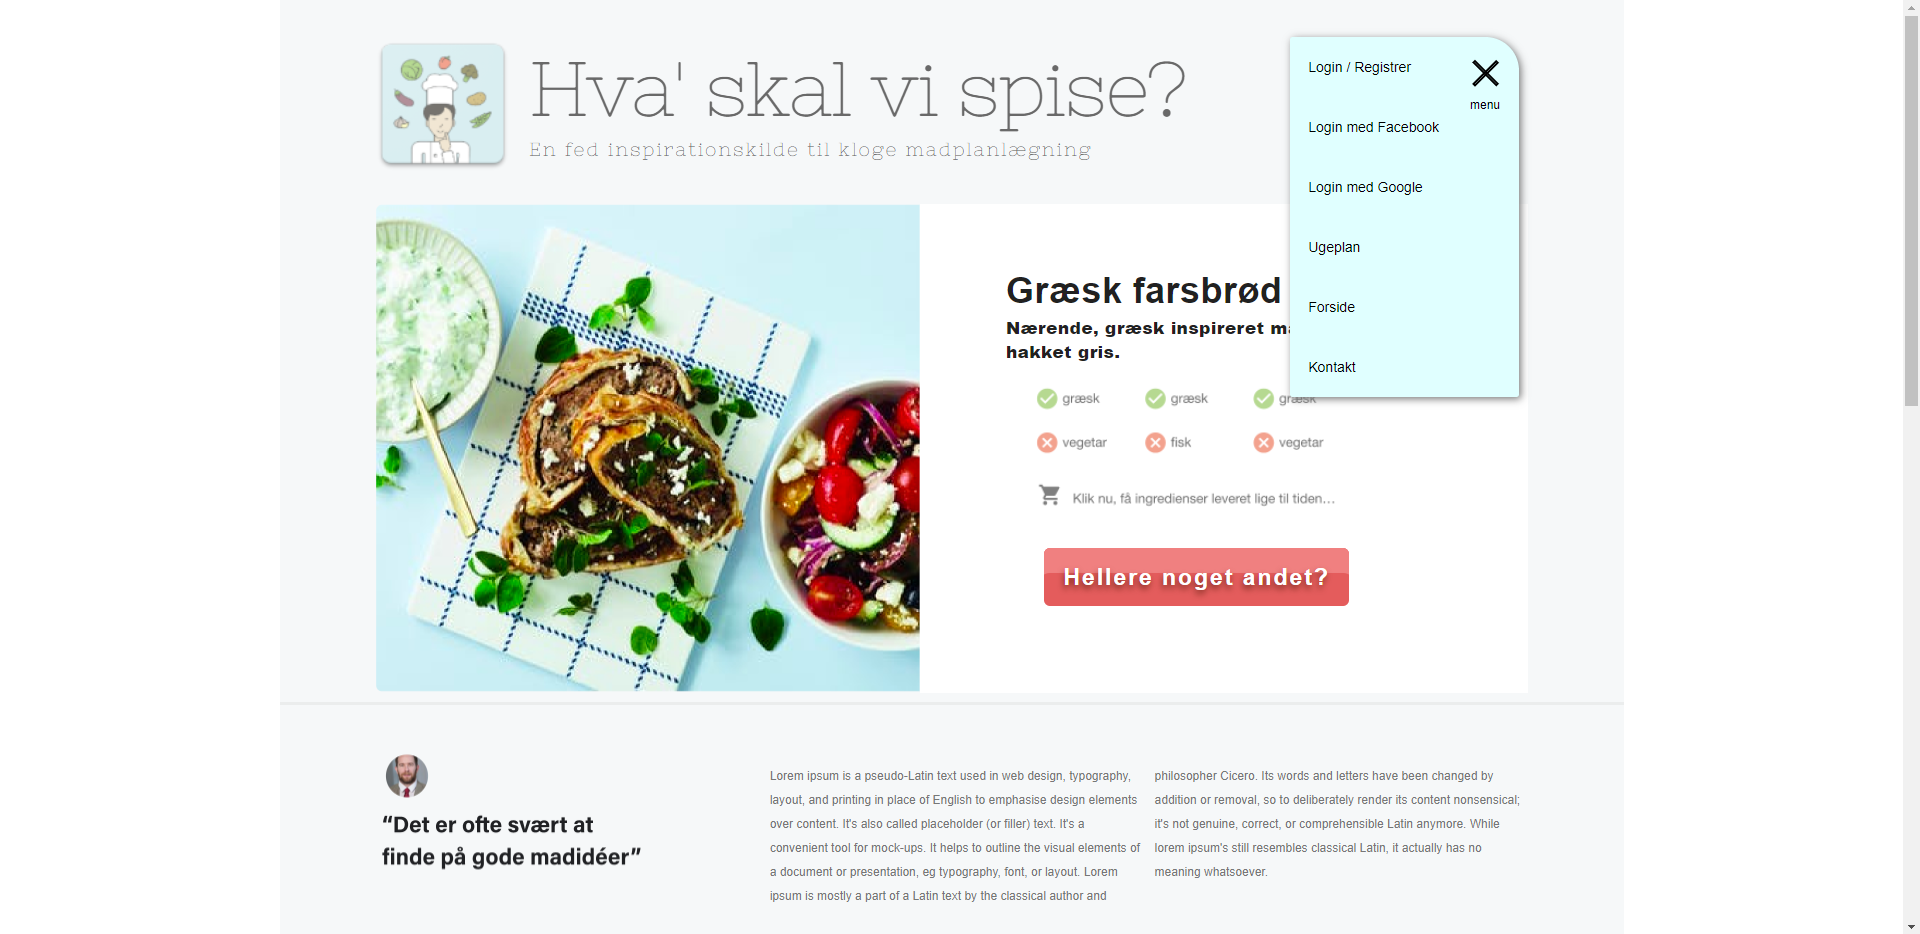 Hva' skal vi spise?
En fed inspirationskilde til kloge madplanlægning
Login / Registrer
menu
Login med Facebook
Login med Google
Ugeplan
Forside
Kontakt
Græsk farsbrød
Nærende, græsk inspireret
hakket gris.
græsk græsk græsk
vegetar fisk vegetar
Klik nu, få ingredienser leveret lige til tiden...
Hellere noget andet?
“Det er ofte svært at
finde på gode madidéer”
Lorem ipsum is a pseudo-Latin text used in web design, typography,
layout, and printing in place of English to emphasise design elements
over content. It's also called placeholder (or filler) text. It's a
convenient tool for mock-ups. It helps to outline the visual elements of
a document or presentation, eg typography, font, or layout. Lorem
ipsum is mostly a part of a Latin text by the classical author and
philosopher Cicero. Its words and letters have been changed by
addition or removal, so to deliberately render its content nonsensical;
it's not genuine, correct, or comprehensible Latin anymore. While
lorem ipsum's still resembles classical Latin, it actually has no
meaning whatsoever.